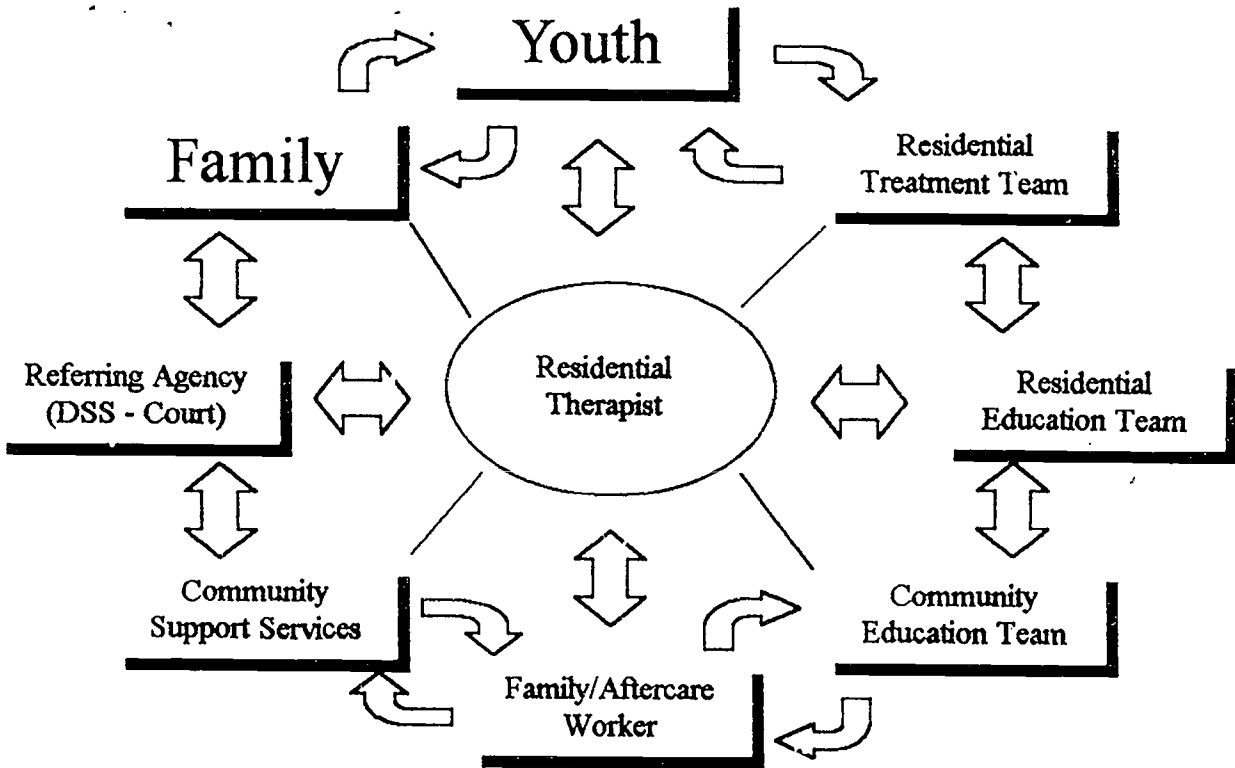 Youth
Family
Residential
Treatment Team
Referring Agency
(DSS - Court)
Residential
Therapist
Residential
Education Team
Community
Support Services
Family/Aftercare
Worker
Community
Education Team